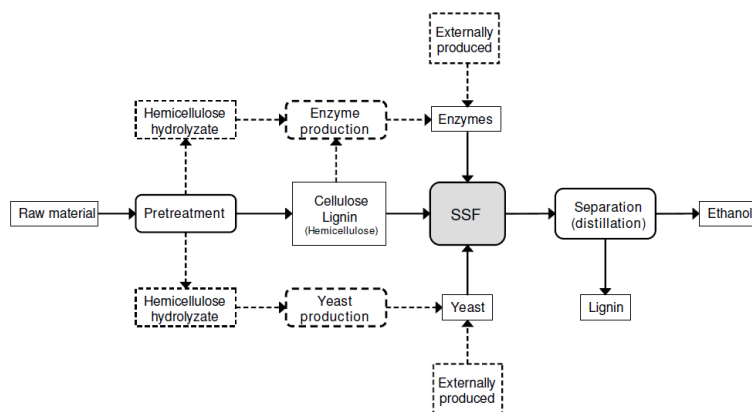 Externally
produced
Hemicellulose
hydrolyzate
Enzyme
production
Enzymes
Raw material
Pretreatment
Cellulose
Lignin
(Hemicellulose)
SSF
Separation
(distillation)
Ethanol
Hemicellulose
hydrolyzate
Yeast
production
Yeast
Lignin
Externally
produced